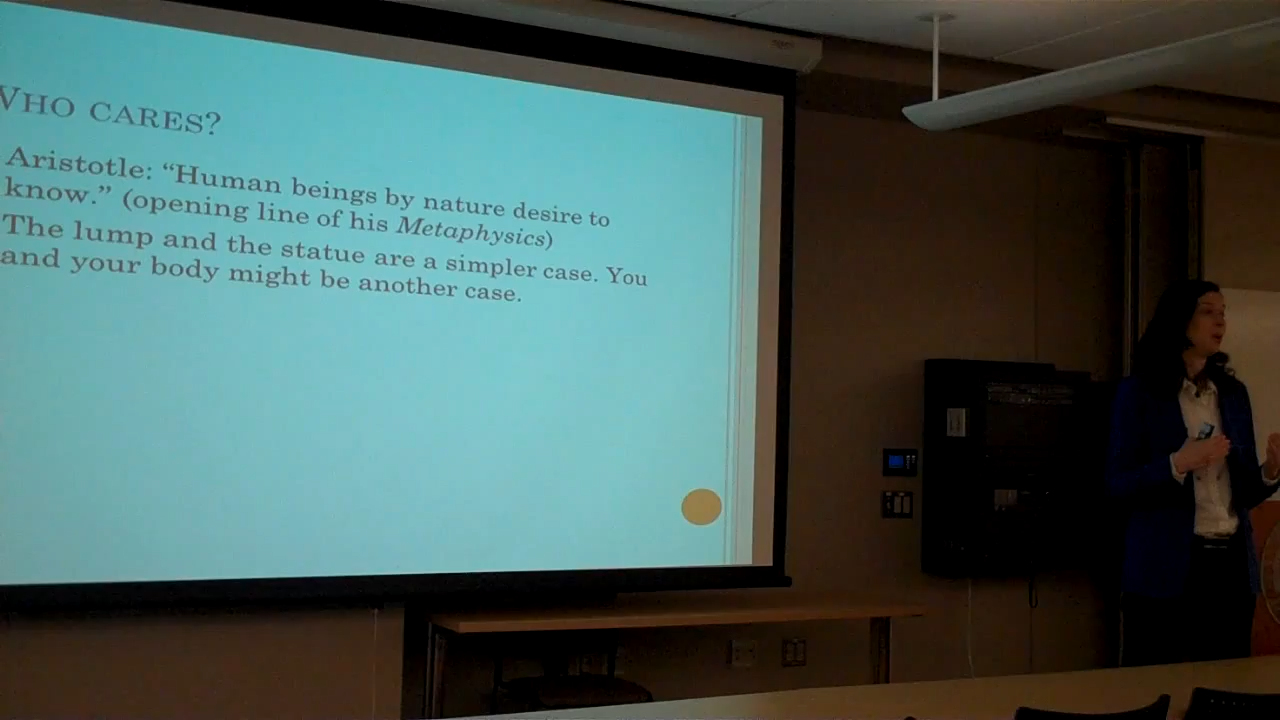 WHO CARES?
Aristotle: “Human beings by nature desire to
know.” (opening line of his Metaphysics)
The lump and the statue are a simpler case. You
and your body might be another case.